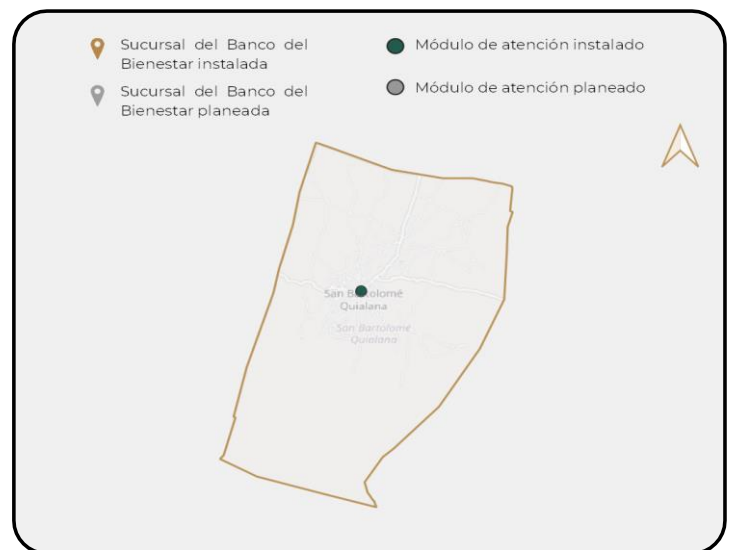 Sucursal del Banco del
Bienestar instalada
Sucursal del Banco del
Bienestar planeada
Módulo de atención instalado
Módulo de atención planeado
San Bartolomé
Quialana
San Bartolomé
Quialana